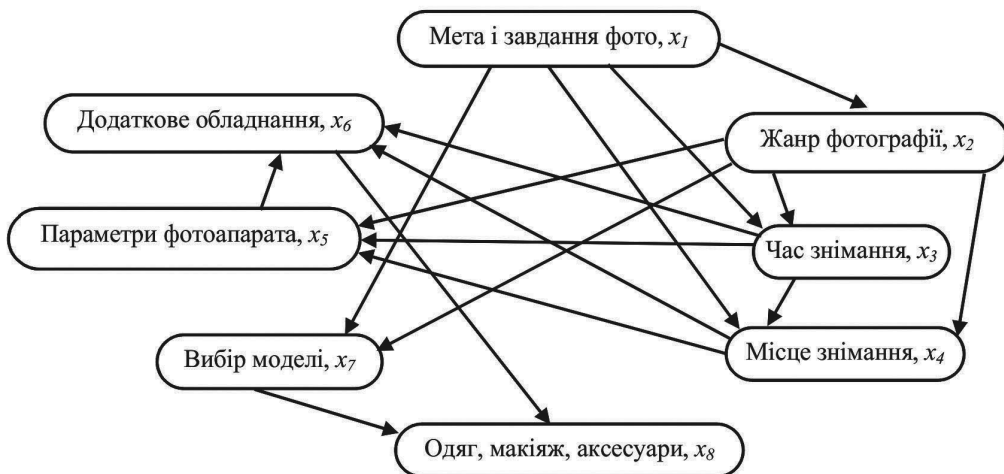 Мета і завдання фото, x1
Додаткове обладнання, x6
Жанр фотографії, x2
Параметри фотоапарата, x5
Час знімання, x3
Вибір моделі, x7
Місце знімання, x4
Одяг, макіяж, аксесуари, x8